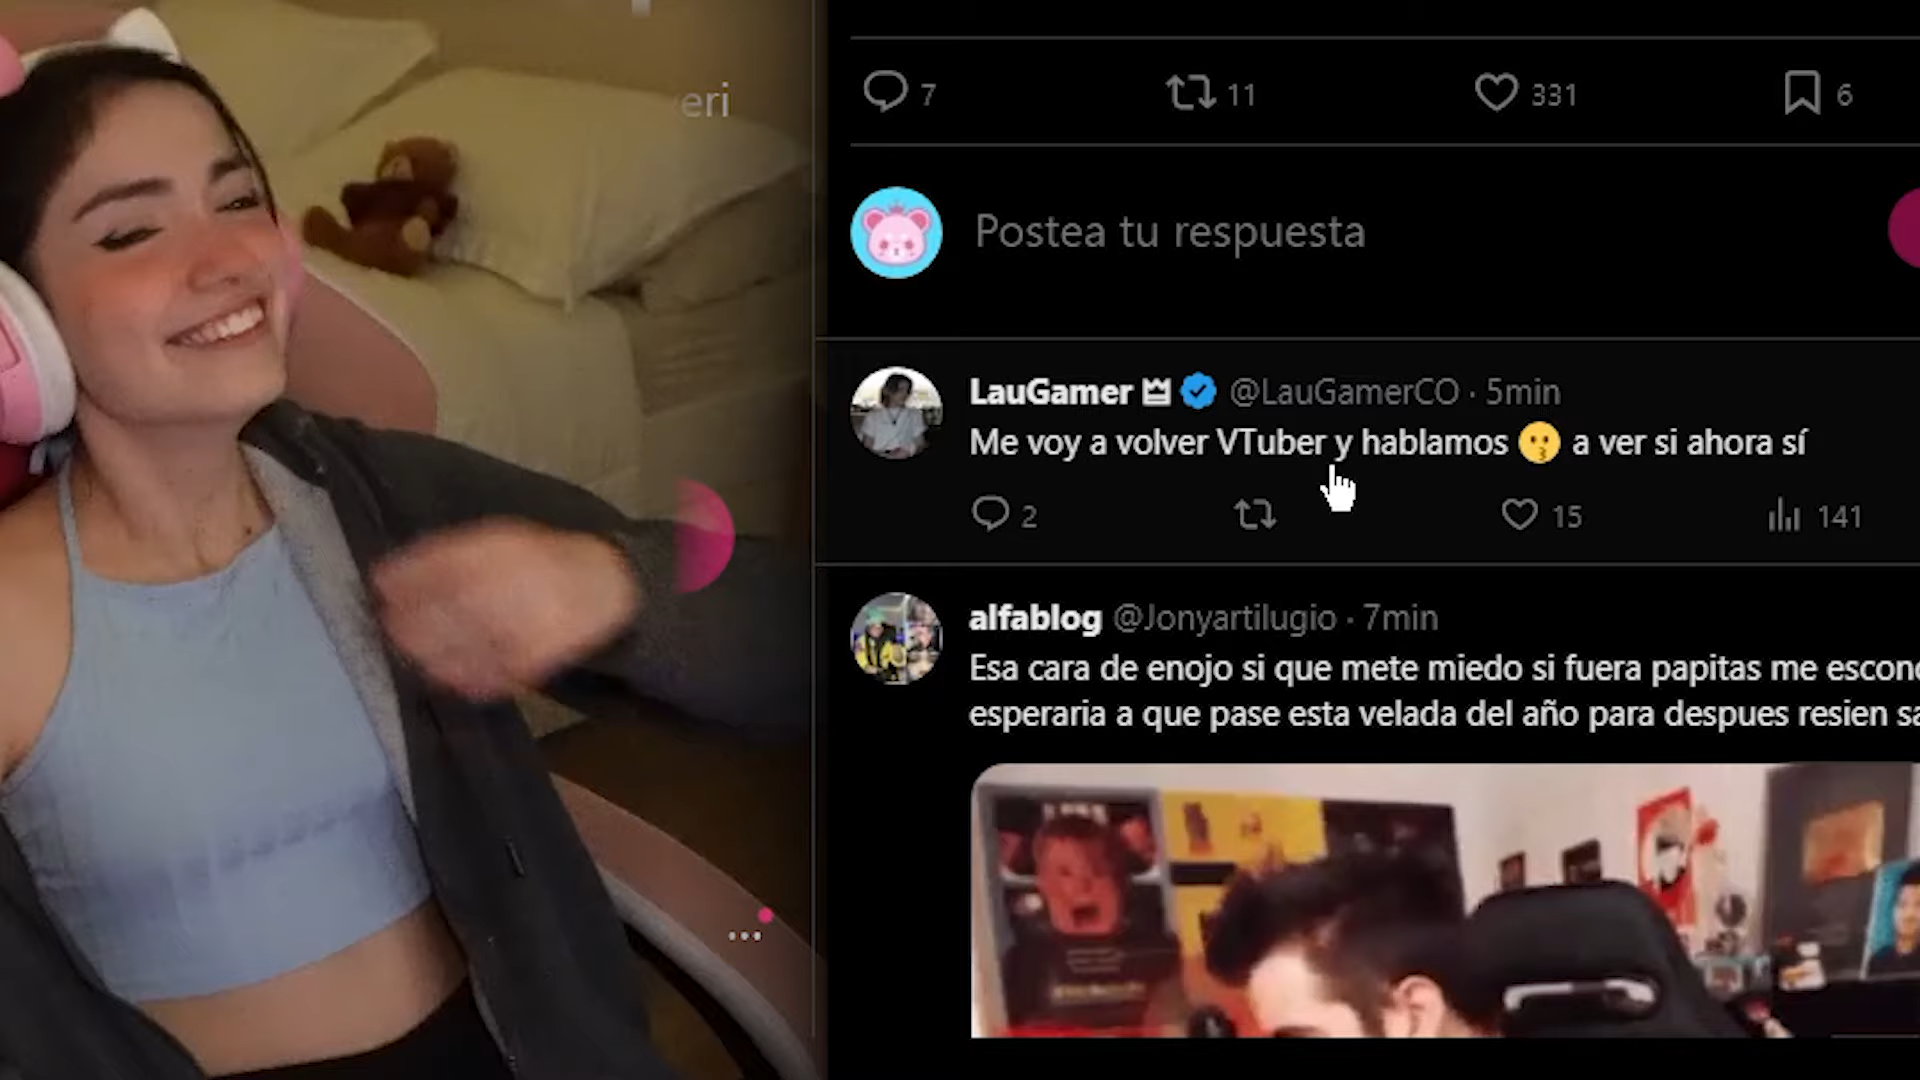 eri
7 11 331 6
Postea tu respuesta
LauGamer @LauGamerCO · 5min
Me voy a volver VTuber y hablamos 😗 a ver si ahora sí
2 15 141
alfablog @Jonyartilugio · 7min
Esa cara de enojo si que mete miedo si fuera papitas me escond
esperaria a que pase esta velada del año para despues resien sa